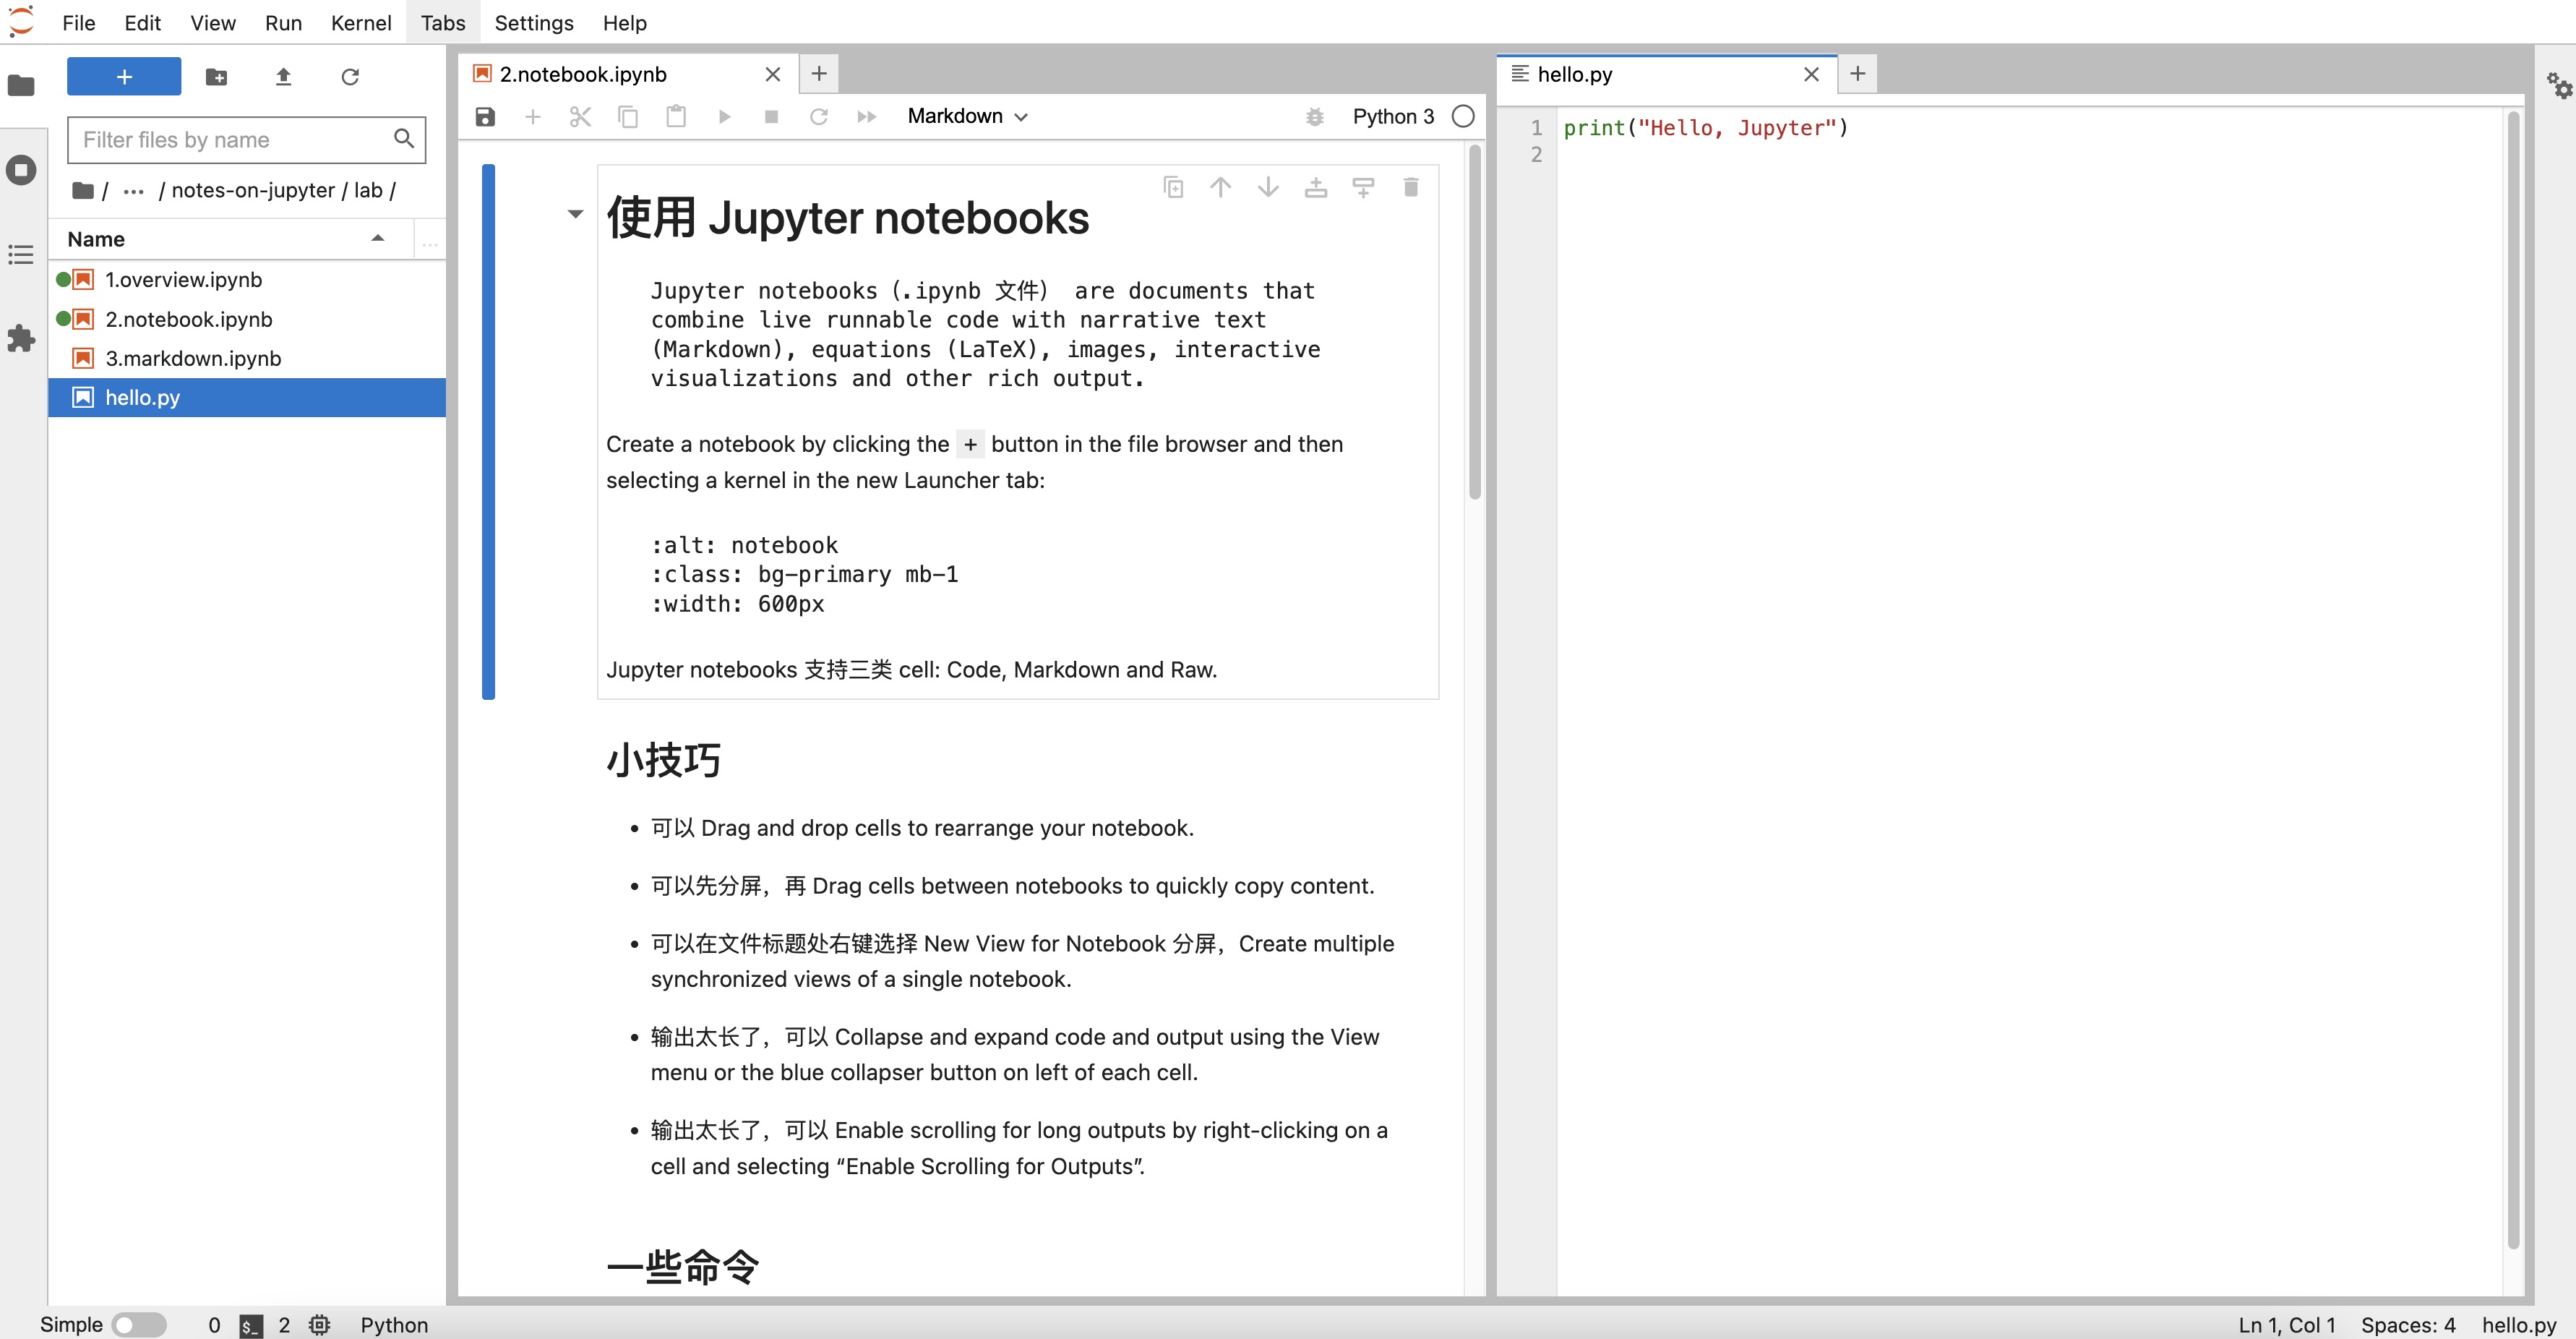 File Edit View Run Kernel Tabs Settings Help
Filter files by name
/ ··· / notes-on-jupyter / lab /
Name ...
1.overview.ipynb
2.notebook.ipynb
3.markdown.ipynb
hello.py
2.notebook.ipynb
Markdown Python 3
使用 Jupyter notebooks
Jupyter notebooks（.ipynb 文件） are documents that
combine live runnable code with narrative text
(Markdown), equations (LaTeX), images, interactive
visualizations and other rich output.
Create a notebook by clicking the + button in the file browser and then
selecting a kernel in the new Launcher tab:
:alt: notebook
:class: bg-primary mb-1
:width: 600px
Jupyter notebooks 支持三类 cell: Code, Markdown and Raw.
小技巧
• 可以 Drag and drop cells to rearrange your notebook.
• 可以先分屏，再 Drag cells between notebooks to quickly copy content.
• 可以在文件标题处右键选择 New View for Notebook 分屏，Create multiple
synchronized views of a single notebook.
• 输出太长了，可以 Collapse and expand code and output using the View
menu or the blue collapser button on left of each cell.
• 输出太长了，可以 Enable scrolling for long outputs by right-clicking on a
cell and selecting “Enable Scrolling for Outputs”.
一些命令
hello.py
1 print("Hello, Jupyter")
2
Simple 0 $_ 2 Python
Ln 1, Col 1 Spaces: 4 hello.py